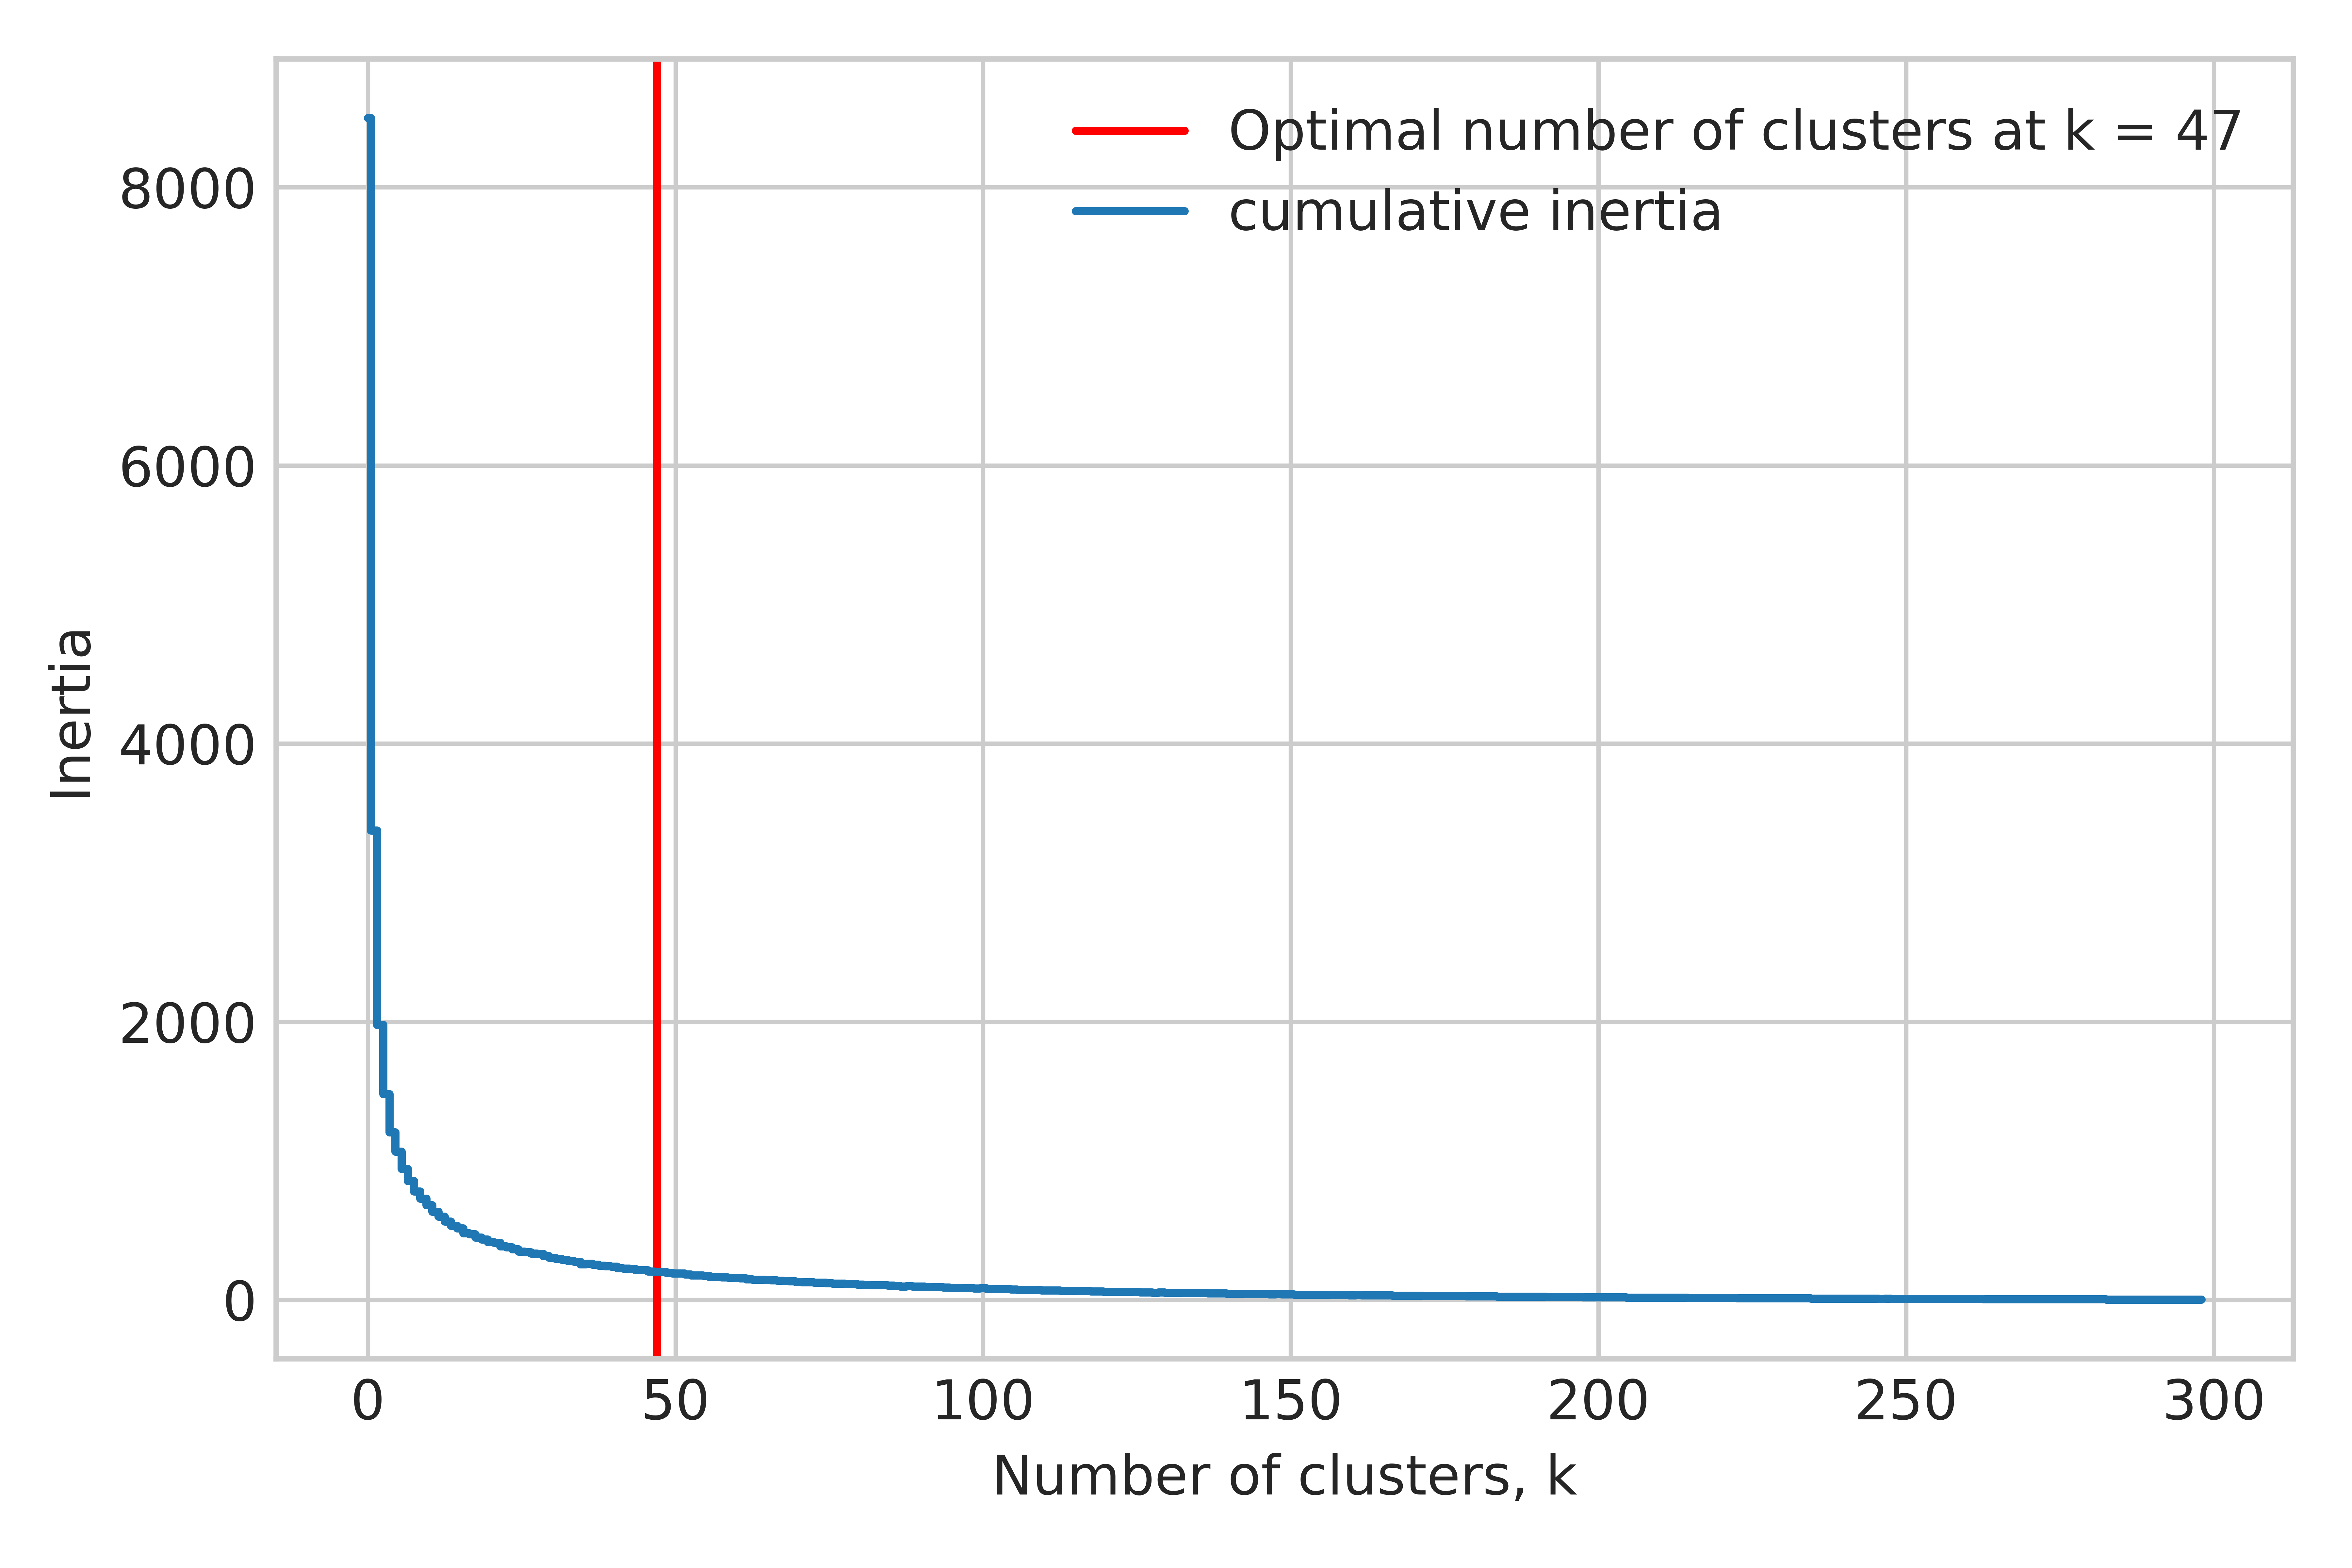 Optimal number of clusters at k = 47
cumulative inertia
8000
6000
4000
2000
0
Inertia
0 50 100 150 200 250 300
Number of clusters, k